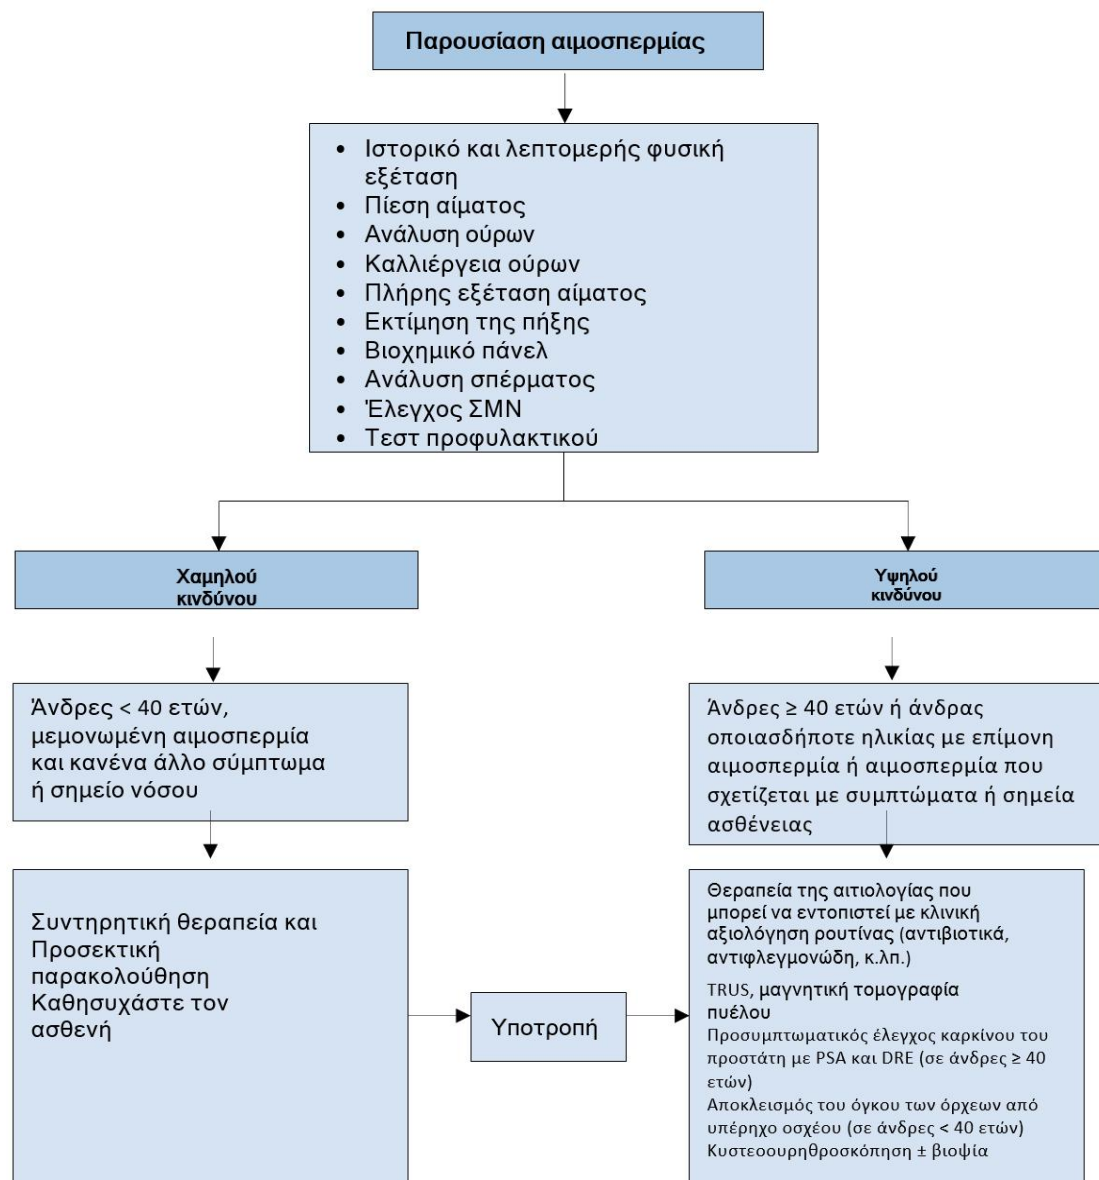 Παρουσίαση αιμοσπερμίας
• Ιστορικό και λεπτομερής φυσική
εξέταση
• Πίεση αίματος
• Ανάλυση ούρων
• Καλλιέργεια ούρων
• Πλήρης εξέταση αίματος
• Εκτίμηση της πήξης
• Βιοχημικό πάνελ
• Ανάλυση σπέρματος
• Έλεγχος ΣΜΝ
• Τεστ προφυλακτικού
Χαμηλού
κινδύνου
Υψηλού
κινδύνου
Άνδρες < 40 ετών,
μεμονωμένη αιμοσπερμία
και κανένα άλλο σύμπτωμα
ή σημείο νόσου
Άνδρες ≥ 40 ετών ή άνδρας
οποιασδήποτε ηλικίας με επίμονη
αιμοσπερμία ή αιμοσπερμία που
σχετίζεται με συμπτώματα ή σημεία
ασθένειας
Συντηρητική θεραπεία και
Προσεκτική
παρακολούθηση
Καθησυχάστε τον
ασθενή
Υποτροπή
Θεραπεία της αιτιολογίας που
μπορεί να εντοπιστεί με κλινική
αξιολόγηση ρουτίνας (αντιβιοτικά,
αντιφλεγμονώδη, κ.λπ.)
TRUS, μαγνητική τομογραφία
πυέλου
Προσυμπτωματικός έλεγχος καρκίνου του
προστάτη με PSA και DRE (σε άνδρες ≥ 40
ετών)
Αποκλεισμός του όγκου των όρχεων από
υπέρηχο οσχέου (σε άνδρες < 40 ετών)
Κυστεοουρηθροσκόπηση ± βιοψία